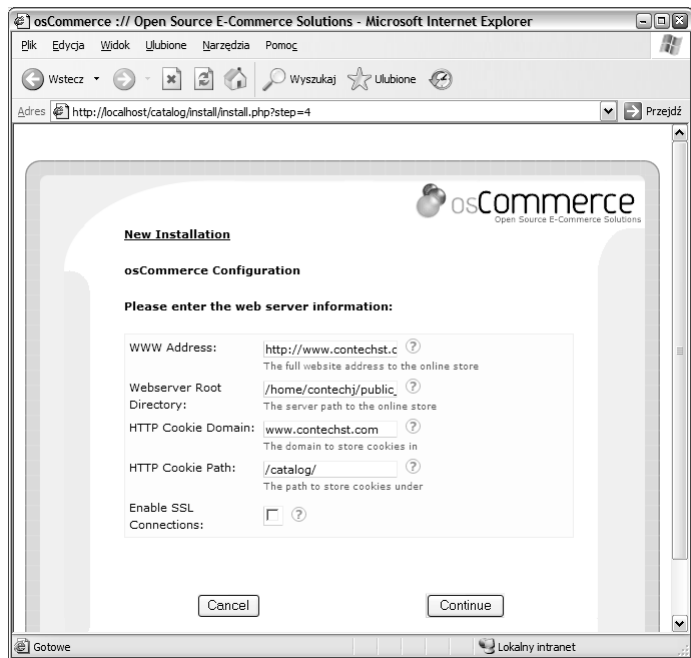 osCommerce :// Open Source E-Commerce Solutions - Microsoft Internet Explorer
Plik Edycja Widok Ulubione Narzędzia Pomoc
Wstecz Wyszukaj Ulubione
Adres http://localhost/catalog/install/install.php?step=4 Przejdź
osCommerce
Open Source E-Commerce Solutions
New Installation
osCommerce Configuration
Please enter the web server information:
WWW Address: http://www.contechst.c ?
The full website address to the online store
Webserver Root Directory: /home/contechj/public_ ?
The server path to the online store
HTTP Cookie Domain: www.contechst.com ?
The domain to store cookies in
HTTP Cookie Path: /catalog/ ?
The path to store cookies under
Enable SSL Connections: ?
Cancel Continue
Gotowe Lokalny intranet